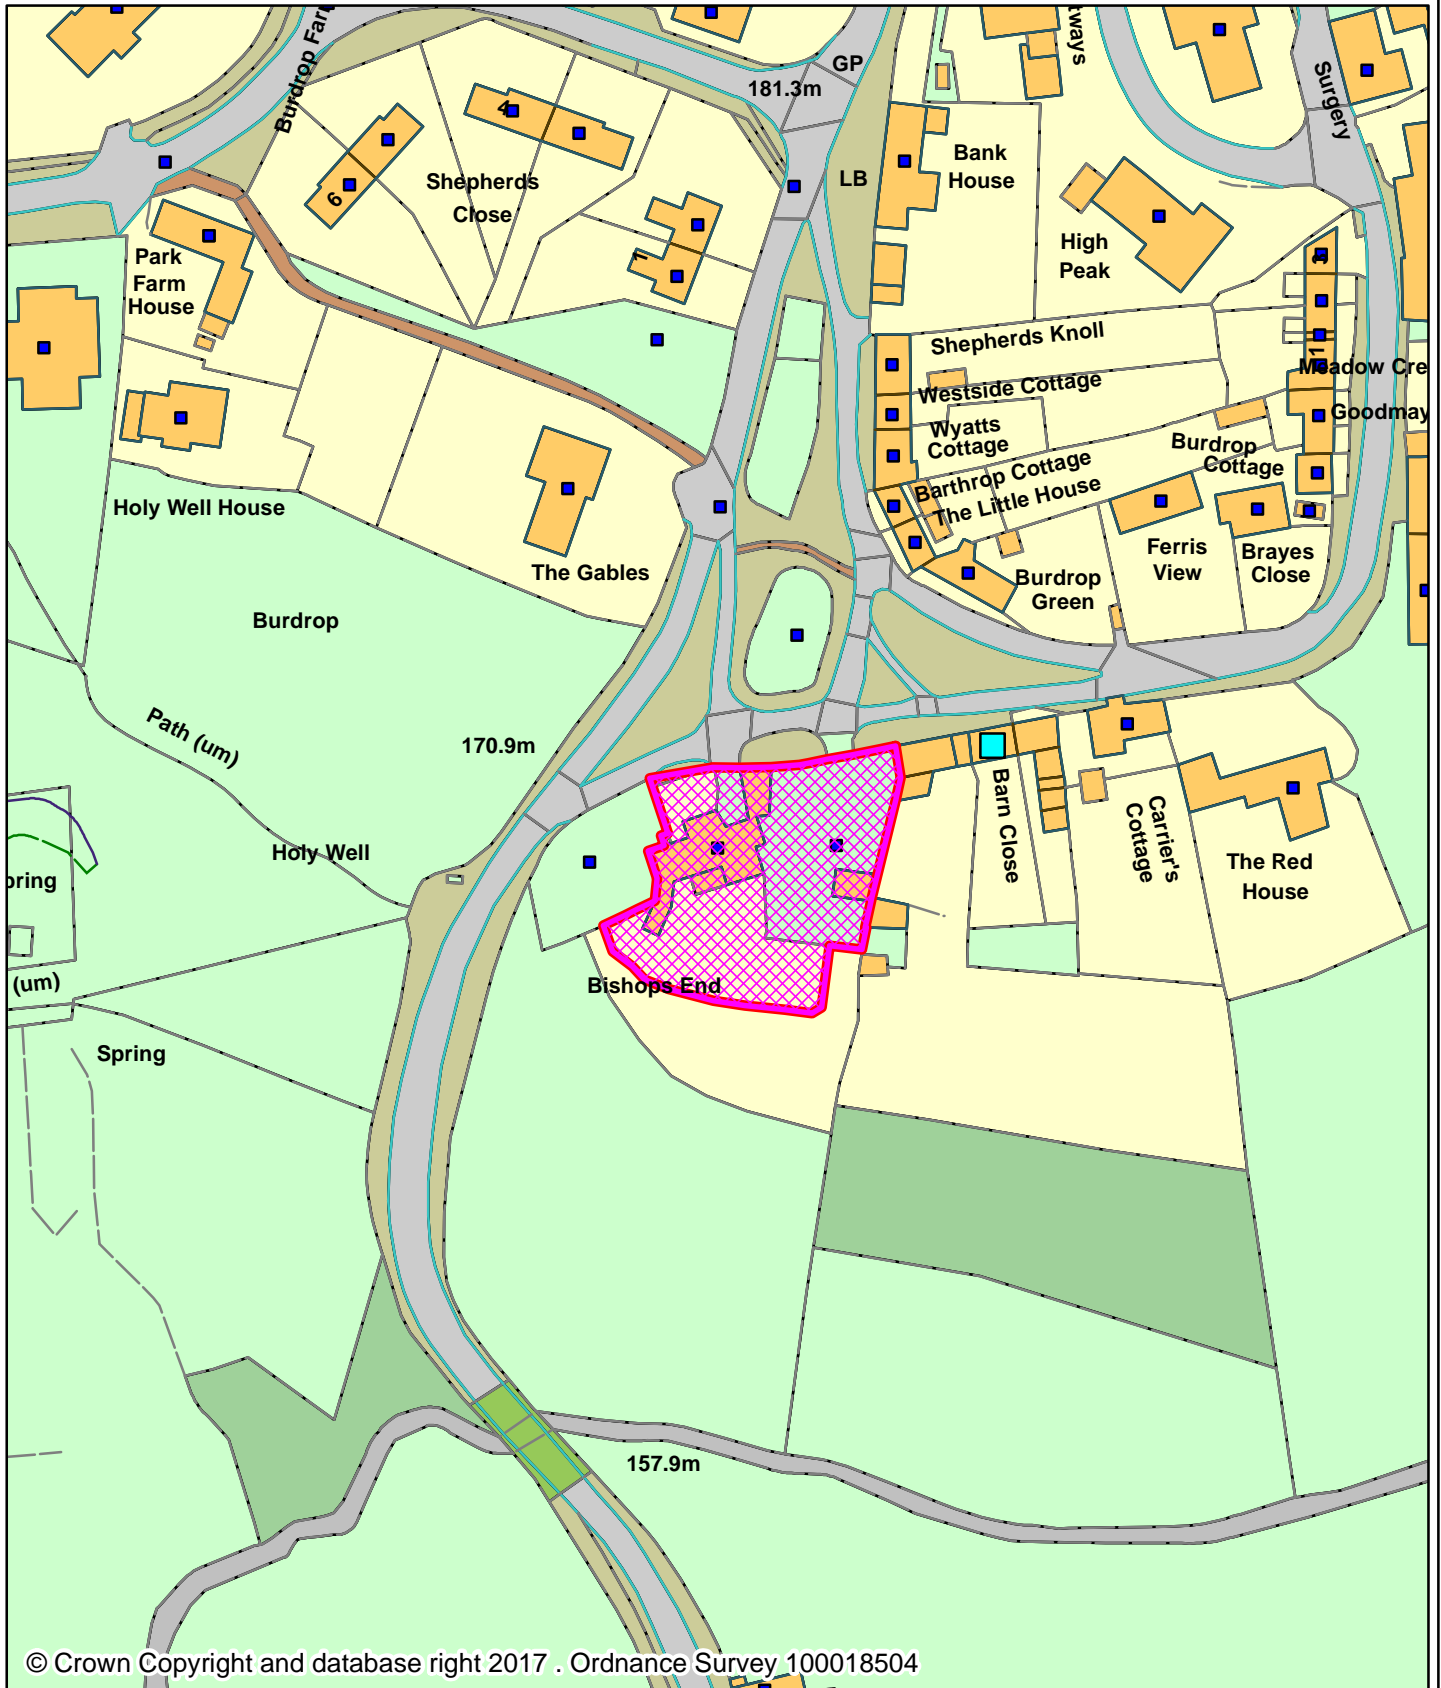 Burdrop Far
GP
181.3m
tways
Surgery
4
6
Shepherds
Close
1
LB
Bank
House
High
Peak
3
1
Park
Farm
House
Shepherds Knoll
Westside Cottage
Wyatts
Cottage
Barthrop Cottage
The Little House
Meadow Cre
Goodmay
Burdrop
Cottage
Holy Well House
The Gables
Ferris
View
Brayes
Close
Burdrop
Green
Burdrop
Path (um)
170.9m
Barn Close
Carrier's
Cottage
The Red
House
Holy Well
pring
(um)
Bishops End
Spring
157.9m
© Crown Copyright and database right 2017 . Ordnance Survey 100018504